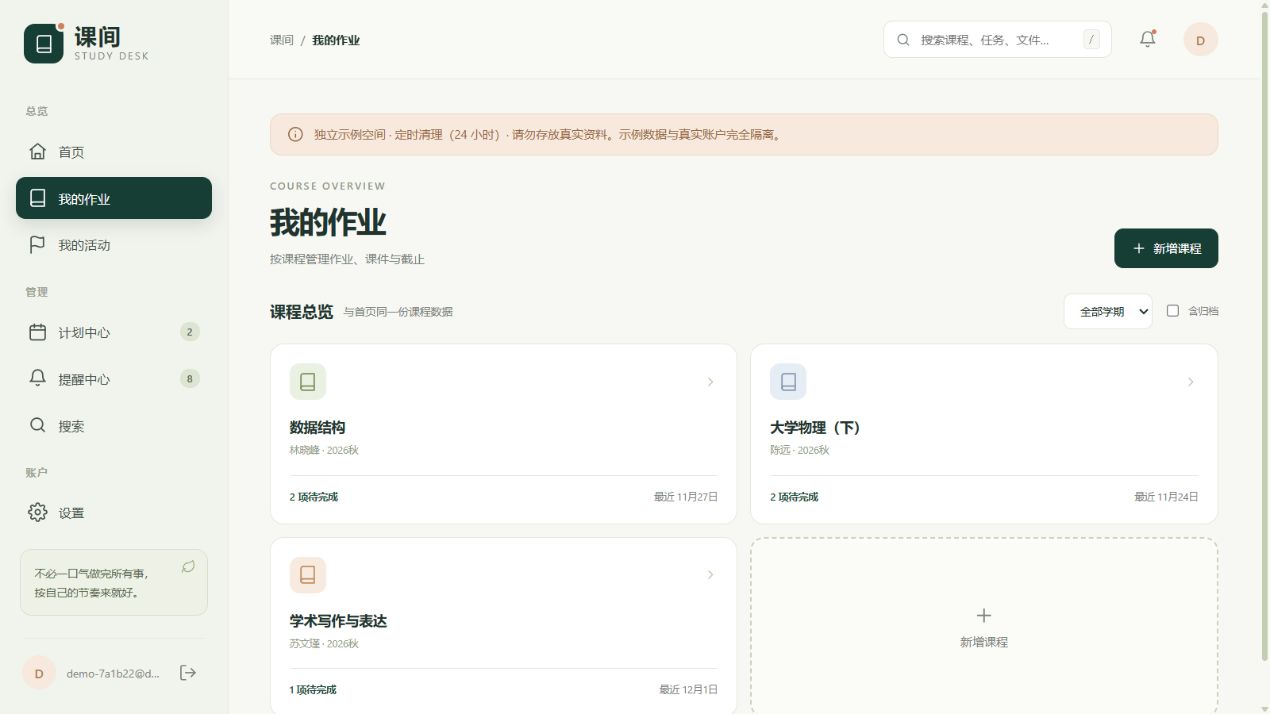 课间
STUDY DESK
总览
首页
我的作业
我的活动
管理
计划中心 2
提醒中心 8
搜索
账户
设置
不必一口气做完所有事，
按自己的节奏来就好。
D demo-7a1b22@d...
课间 / 我的作业
搜索课程、任务、文件... /
D
独立示例空间 · 定时清理（24 小时）· 请勿存放真实资料。示例数据与真实账户完全隔离。
COURSE OVERVIEW
我的作业
按课程管理作业、课件与截止
+ 新增课程
课程总览 与首页同一份课程数据
全部学期 含归档
数据结构
林晓峰 · 2026秋
2 项待完成 最近 11月27日
大学物理（下）
陈远 · 2026秋
2 项待完成 最近 11月24日
学术写作与表达
苏文瑾 · 2026秋
1 项待完成 最近 12月1日
+
新增课程